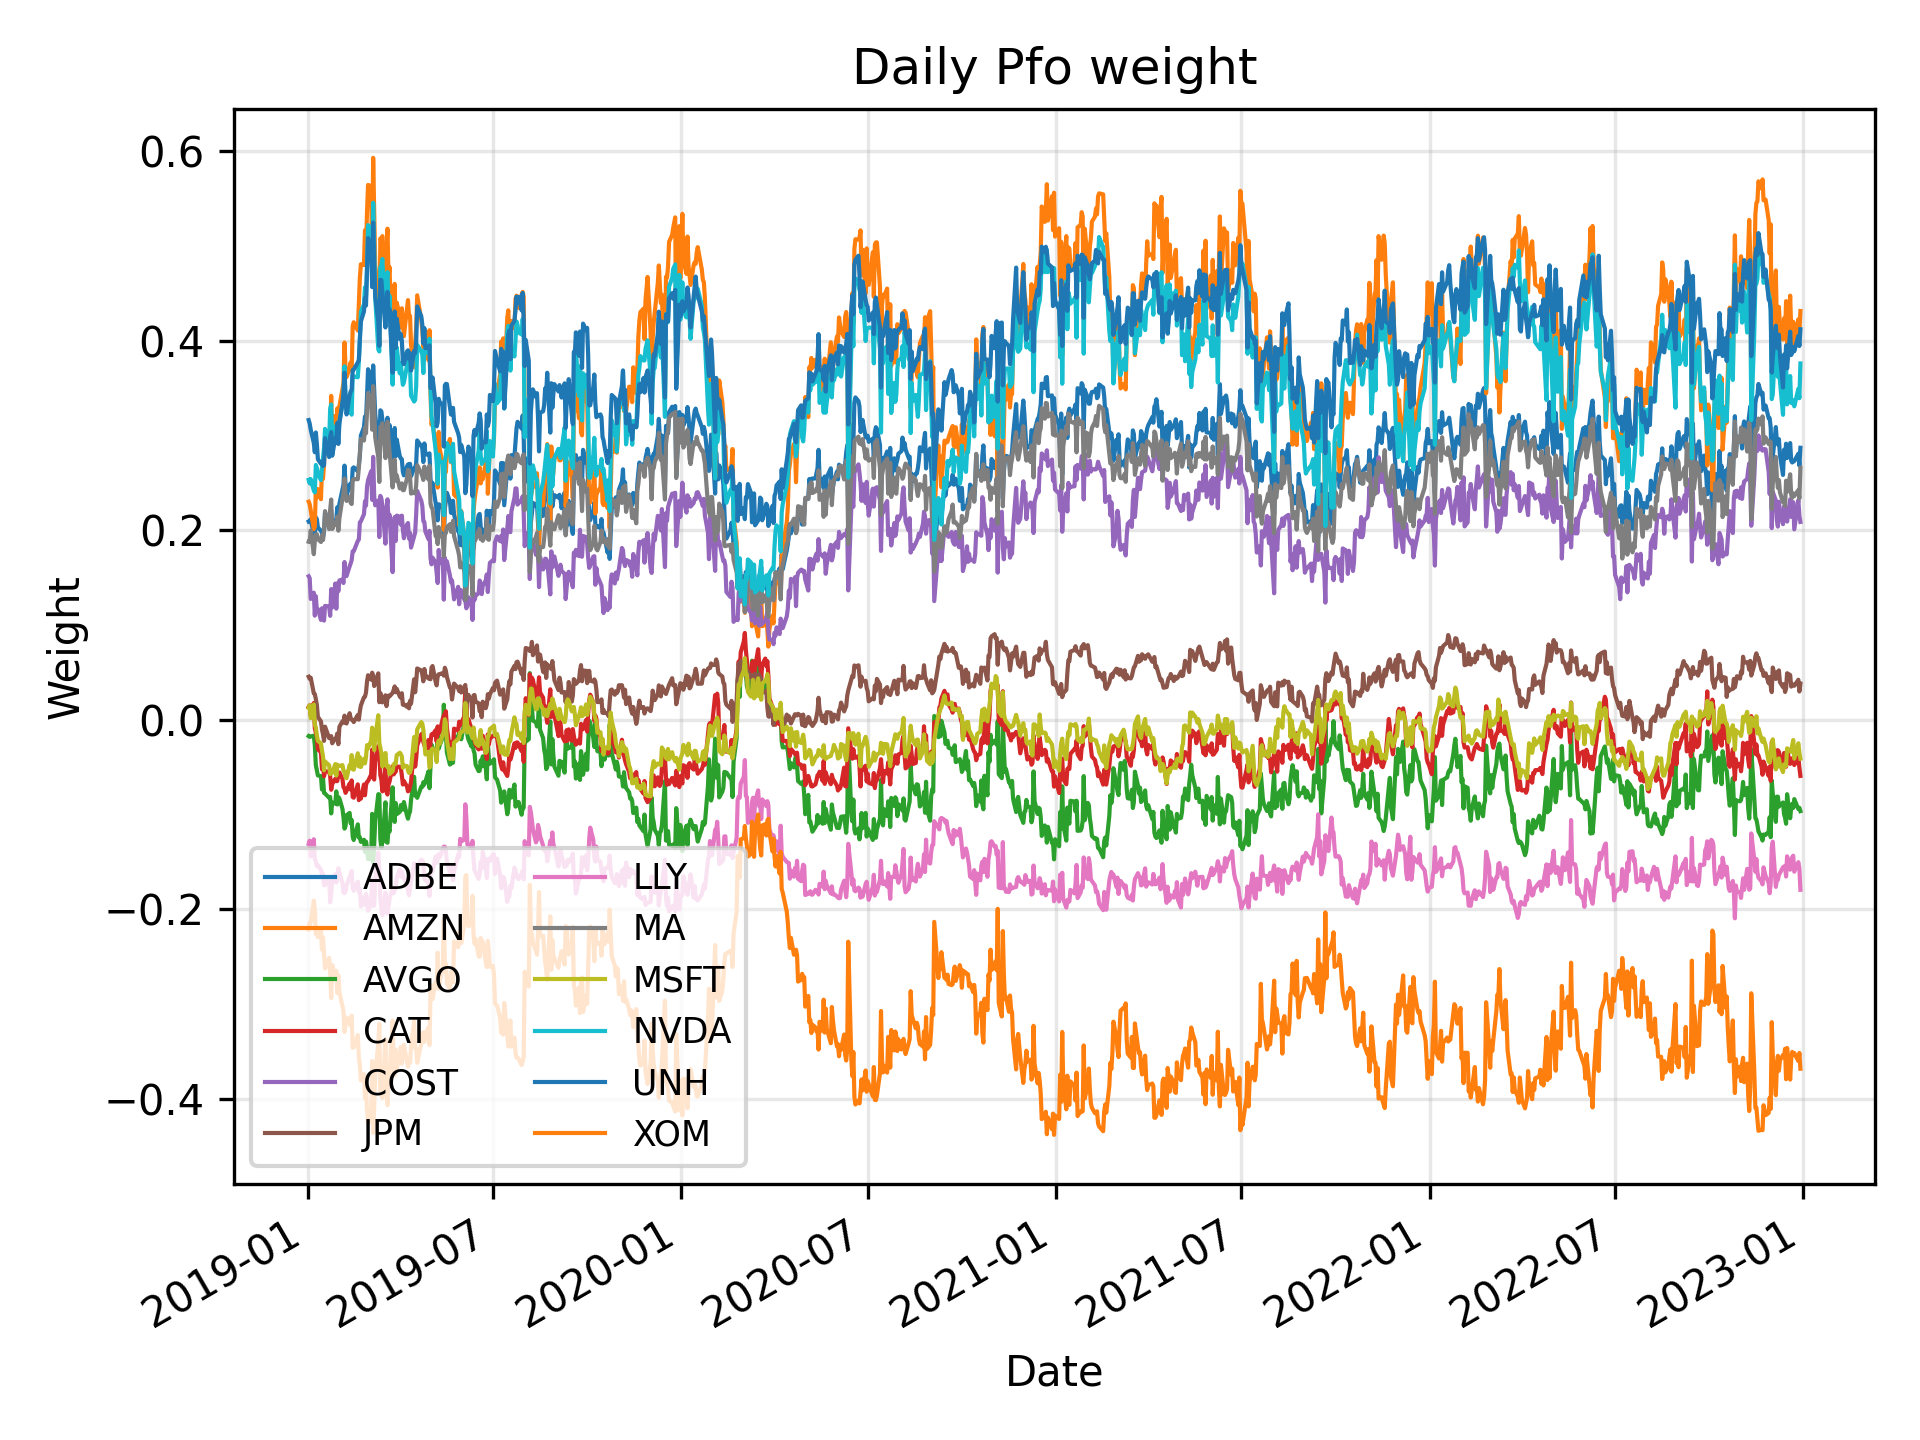 Daily Pfo weight
0.6
0.4
0.2
0.0
−0.2
−0.4
Weight
ADBE
AMZN
AVGO
CAT
COST
JPM
LLY
MA
MSFT
NVDA
UNH
XOM
2019-01
2019-07
2020-01
2020-07
2021-01
2021-07
2022-01
2022-07
2023-01
Date